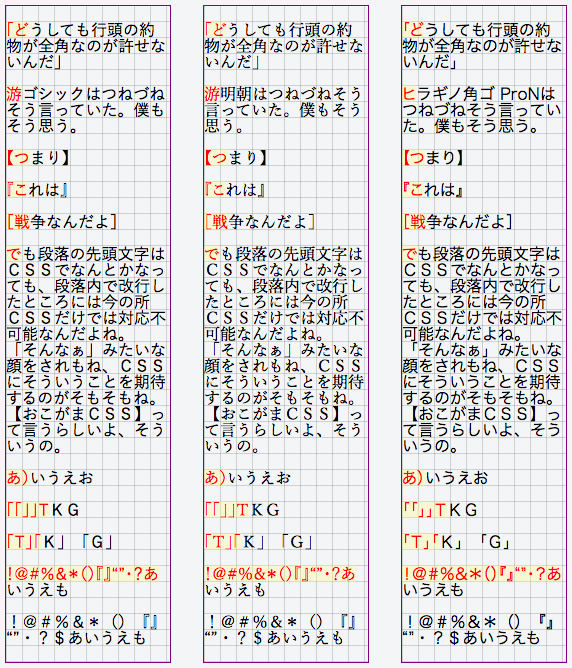 「どうしても行頭の約
物が全角なのが許せな
いんだ」
游ゴシックはつねづね
そう言っていた。僕も
そう思う。
【つまり】
『これは』
[戦争なんだよ]
でも段落の先頭文字は
ＣＳＳでなんとかなっ
ても、段落内で改行し
たところには今の所
ＣＳＳだけでは対応不
可能なんだよね。
「そんなぁ」みたいな
顔をされもね、ＣＳＳ
にそういうことを期待
するのがそもそもね。
【おこがまＣＳＳ】っ
て言うらしいよ、そう
いうの。
あ)いうえお
「「」」ＴＫＧ
「Ｔ」「Ｋ」「Ｇ」
!@#%&*()『』“”・?あ
いうえも
！＠＃％＆＊（）『』
“”・？＄あいうえも
「どうしても行頭の約
物が全角なのが許せな
いんだ」
游明朝はつねづねそう
言っていた。僕もそう
思う。
【つまり】
『これは』
[戦争なんだよ]
でも段落の先頭文字は
ＣＳＳでなんとかなっ
ても、段落内で改行し
たところには今の所
ＣＳＳだけでは対応不
可能なんだよね。
「そんなぁ」みたいな
顔をされもね、ＣＳＳ
にそういうことを期待
するのがそもそもね。
【おこがまＣＳＳ】っ
て言うらしいよ、そう
いうの。
あ)いうえお
「「」」ＴＫＧ
「Ｔ」「Ｋ」「Ｇ」
!@#%&*()『』“”・?あ
いうえも
！＠＃％＆＊（）『』
“”・？＄あいうえも
「どうしても行頭の約
物が全角なのが許せな
いんだ」
ヒラギノ角ゴ ProNは
つねづねそう言ってい
た。僕もそう思う。
【つまり】
『これは』
[戦争なんだよ]
でも段落の先頭文字は
ＣＳＳでなんとかなっ
ても、段落内で改行し
たところには今の所
ＣＳＳだけでは対応不
可能なんだよね。
「そんなぁ」みたいな
顔をされもね、ＣＳＳ
にそういうことを期待
するのがそもそもね。
【おこがまＣＳＳ】っ
て言うらしいよ、そう
いうの。
あ)いうえお
「「」」ＴＫＧ
「Ｔ」「Ｋ」「Ｇ」
!@#%&*()『』“”・?あ
いうえも
！＠＃％＆＊（）『』
“”・？＄あいうえも